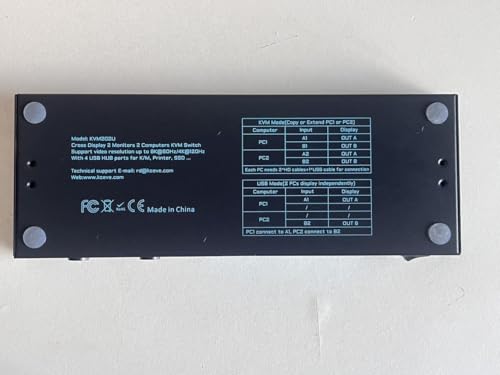 Model: KVM202U
Cross Display 2 Monitors 2 Computers KVM Switch
Support video resolution up to 8K@60Hz/4K@120Hz
With 4 USB HUB ports for K/M, Printer, SSD ...
Technical support E-mail: rd@kceve.com
Website: www.kceve.com
FC CE Made in China
KVM Mode(Copy or Extend PC1 or PC2)
Computer Input Display
PC1 A1 OUT A
B1 OUT B
PC2 A2 OUT A
B2 OUT B
Each PC needs 2*HD cables+1*USB cable for connection
USB Mode(2 PCs display independently)
Computer Input Display
PC1 A1 OUT A
/ /
PC2 / /
B2 OUT B
PC1 connect to A1, PC2 connect to B2